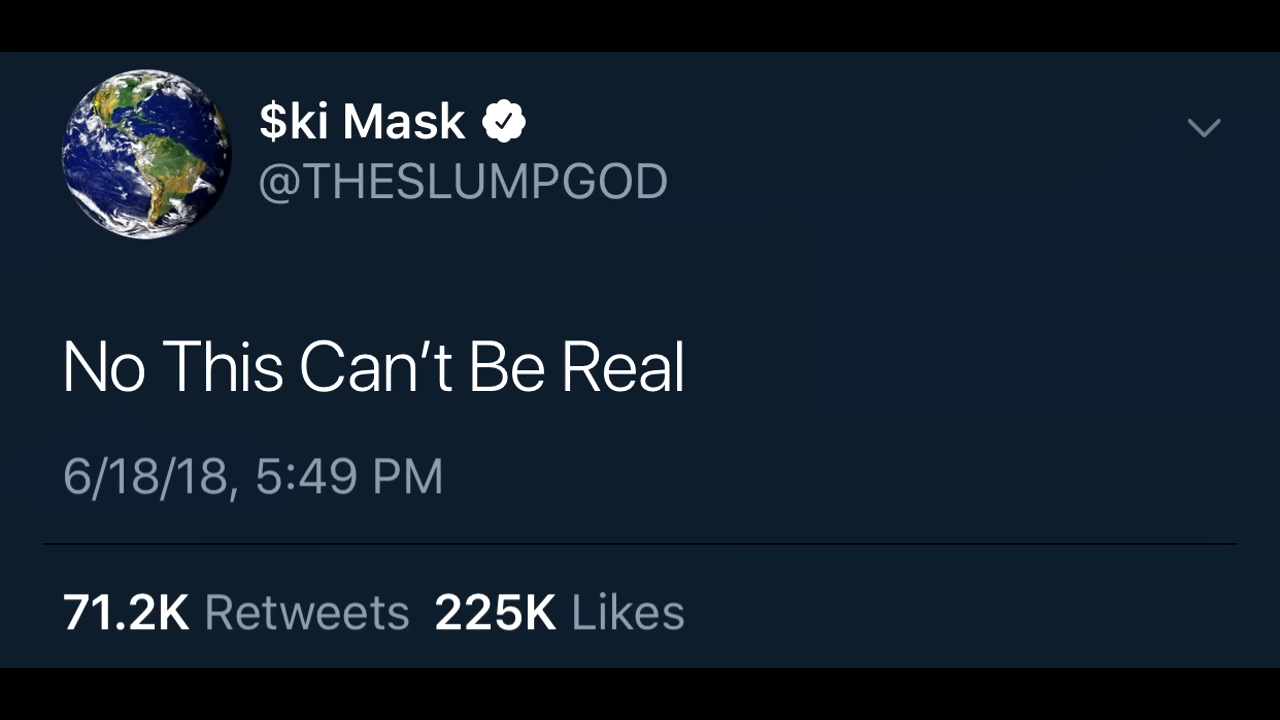 $ki Mask
@THESLUMPGOD
No This Can’t Be Real
6/18/18, 5:49 PM
71.2K Retweets 225K Likes